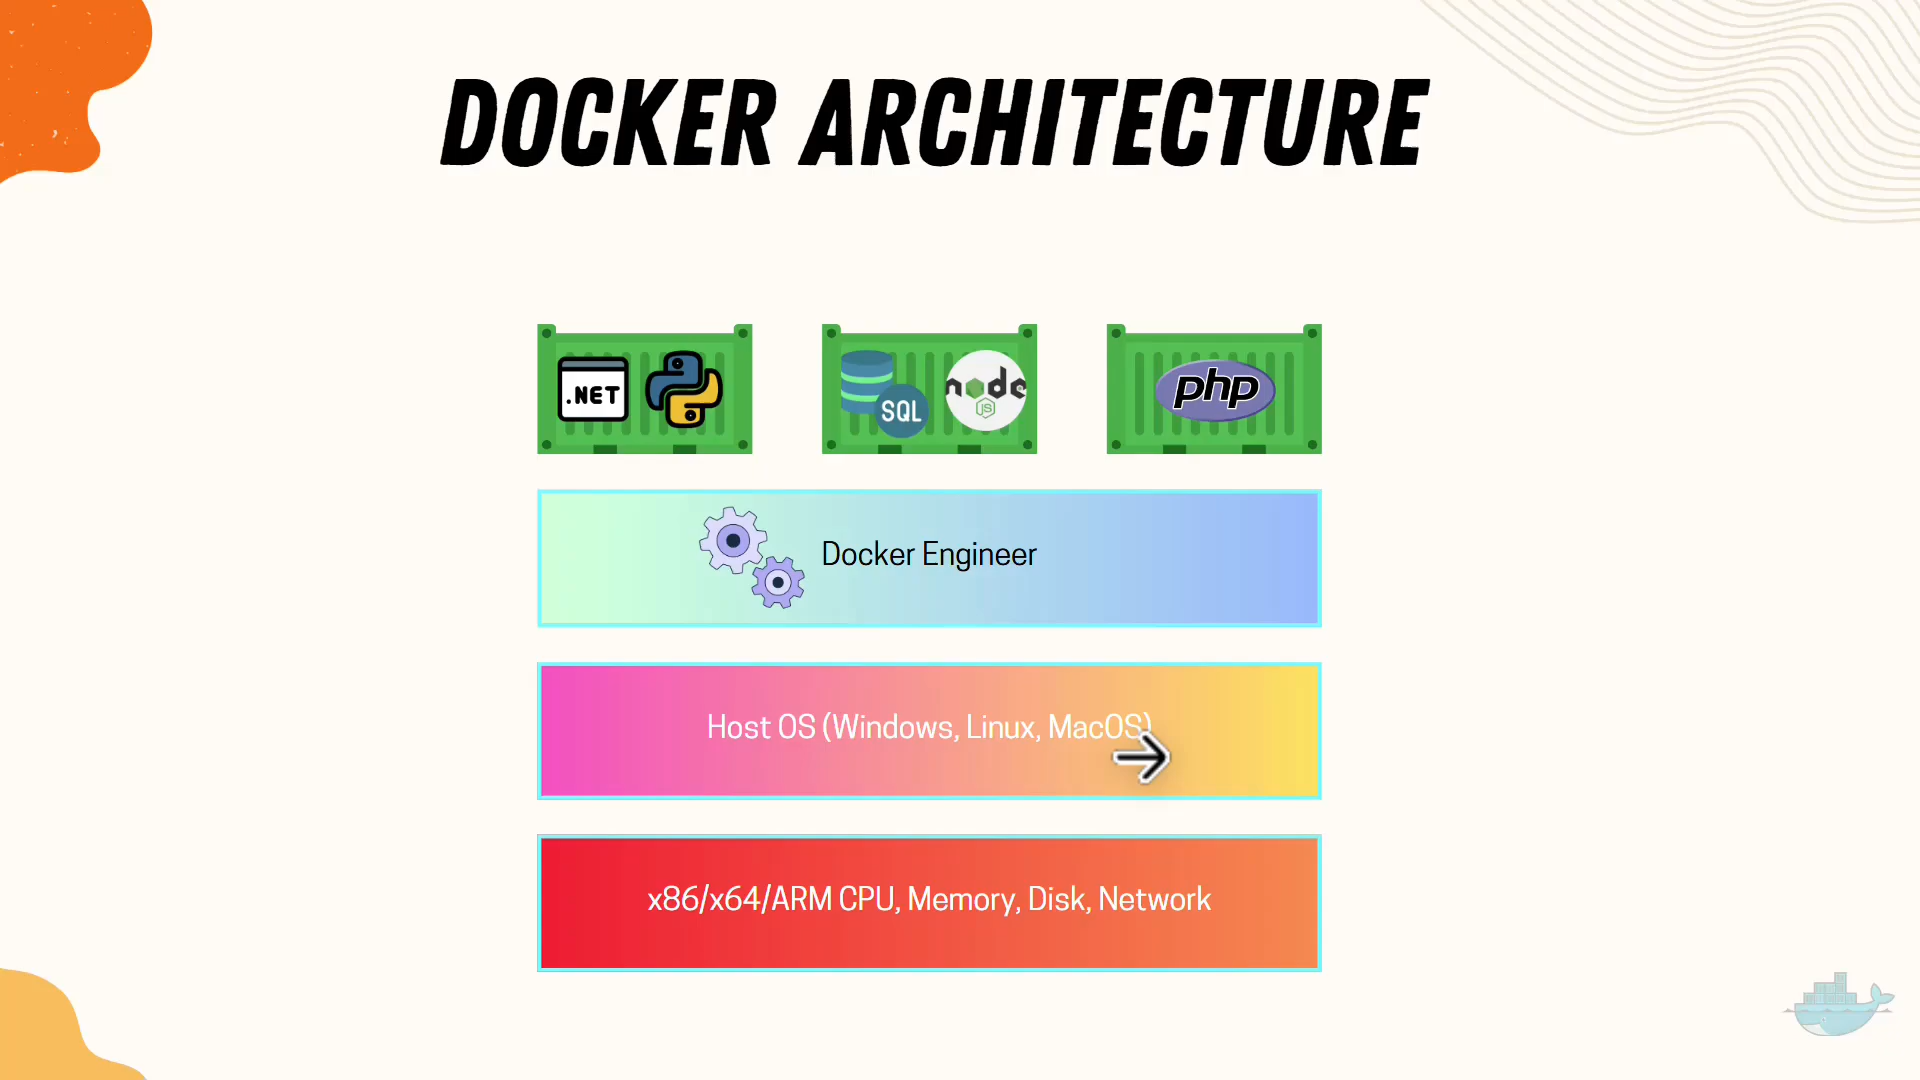 DOCKER ARCHITECTURE
.NET
SQL
node
JS
php
Docker Engineer
Host OS (Windows, Linux, MacOS)
x86/x64/ARM CPU, Memory, Disk, Network